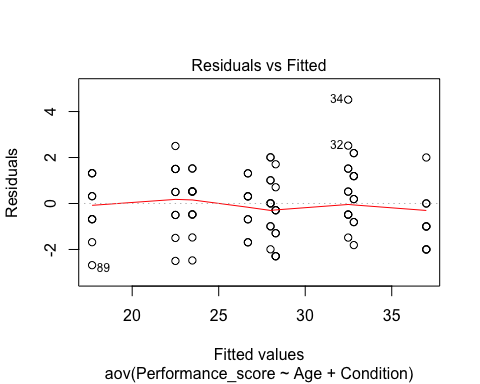 Residuals vs Fitted
Residuals
4
2
0
-2
34
32
89
20
25
30
35
Fitted values
aov(Performance_score ~ Age + Condition)